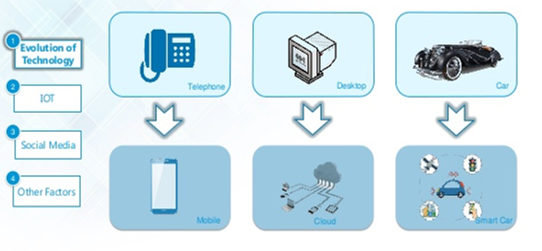 1
Evolution of
Technology
2
IOT
3
Social Media
4
Other Factors
Telephone
Desktop
Car
Mobile
Cloud
Smart Car